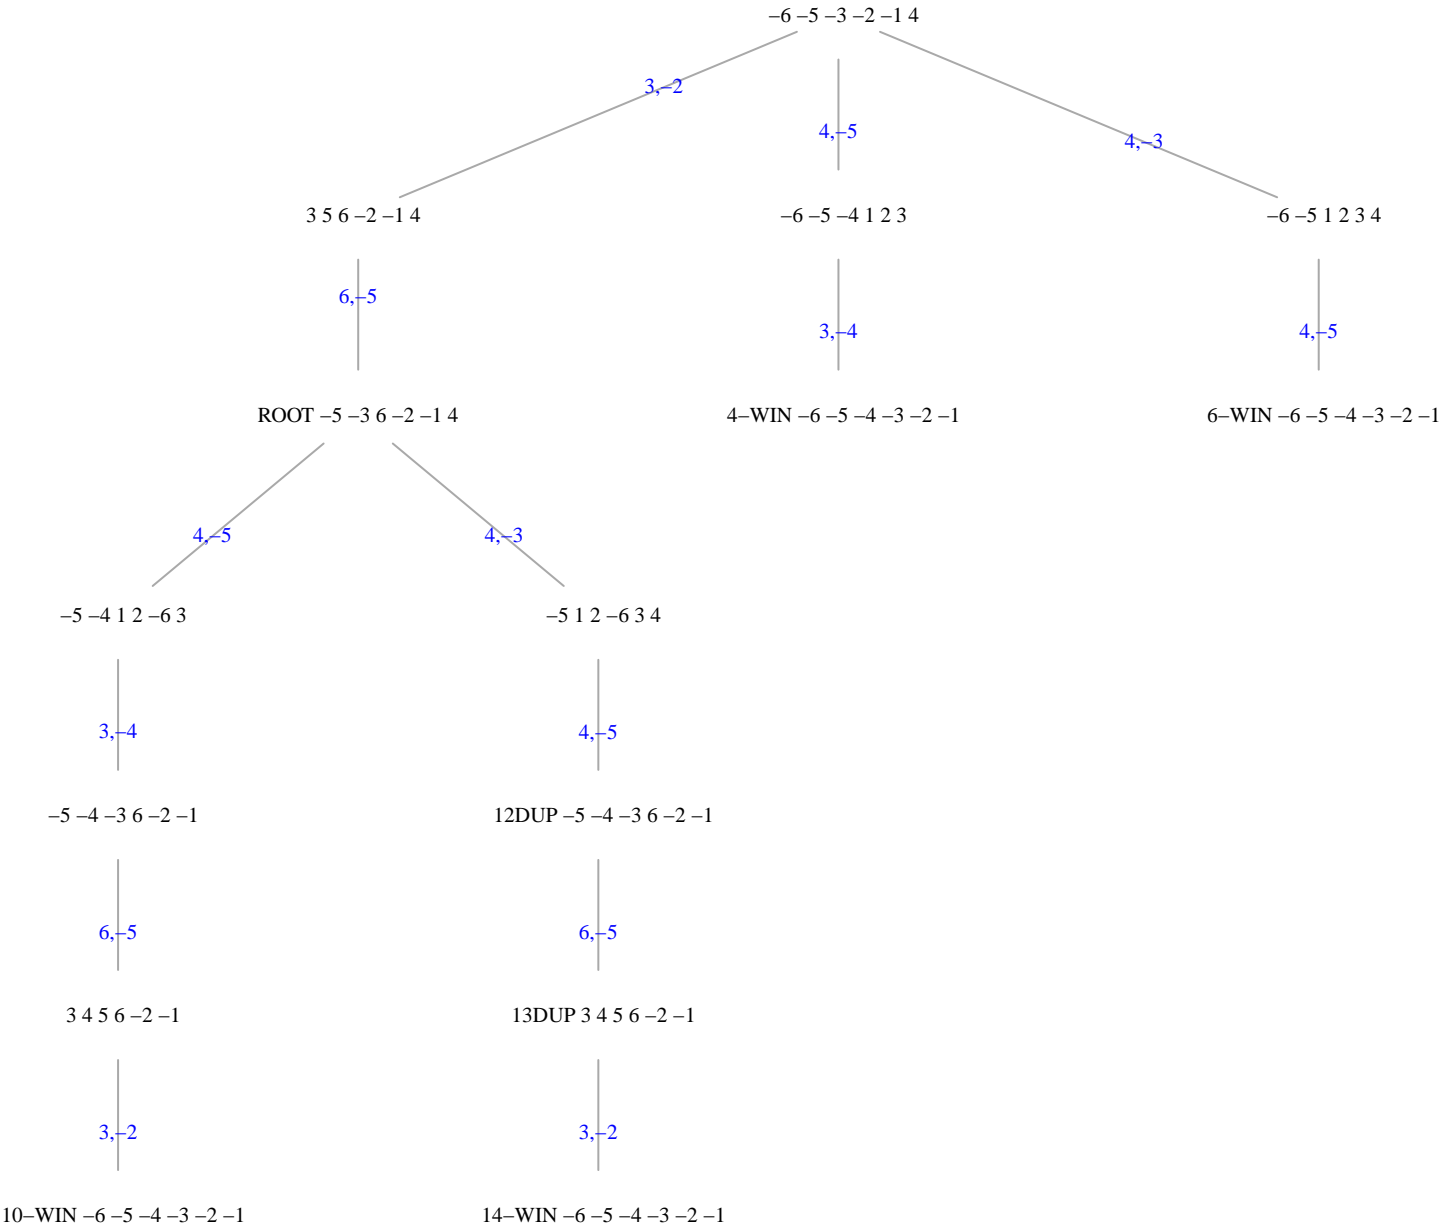 –6 –5 –3 –2 –1 4
3,–2
4,–5
4,–3
3 5 6 –2 –1 4
–6 –5 –4 1 2 3
–6 –5 1 2 3 4
6,–5
3,–4
4,–5
ROOT –5 –3 6 –2 –1 4
4–WIN –6 –5 –4 –3 –2 –1
6–WIN –6 –5 –4 –3 –2 –1
4,–5
4,–3
–5 –4 1 2 –6 3
–5 1 2 –6 3 4
3,–4
4,–5
–5 –4 –3 6 –2 –1
12DUP –5 –4 –3 6 –2 –1
6,–5
6,–5
3 4 5 6 –2 –1
13DUP 3 4 5 6 –2 –1
3,–2
3,–2
10–WIN –6 –5 –4 –3 –2 –1
14–WIN –6 –5 –4 –3 –2 –1